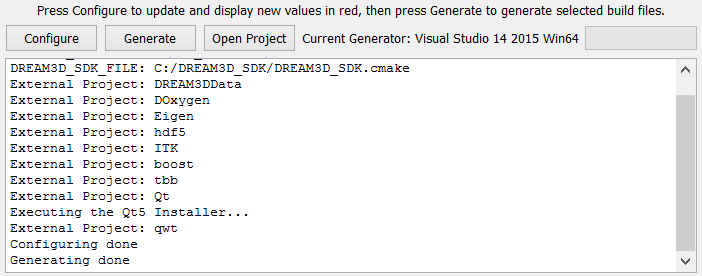 Press Configure to update and display new values in red, then press Generate to generate selected build files.
Configure Generate Open Project Current Generator: Visual Studio 14 2015 Win64
DREAM3D_SDK_FILE: C:/DREAM3D_SDK/DREAM3D_SDK.cmake
External Project: DREAM3DData
External Project: DOxygen
External Project: Eigen
External Project: hdf5
External Project: ITK
External Project: boost
External Project: tbb
External Project: Qt
Executing the Qt5 Installer...
External Project: qwt
Configuring done
Generating done